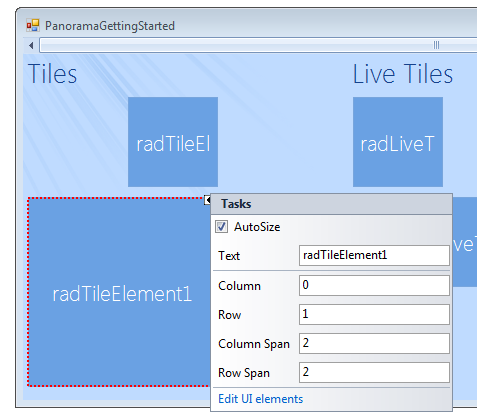 PanoramaGettingStarted
Tiles
Live Tiles
radTileEl
radLiveT
radTileElement1
Tasks
AutoSize
Text radTileElement1
Column 0
Row 1
Column Span 2
Row Span 2
Edit UI elements